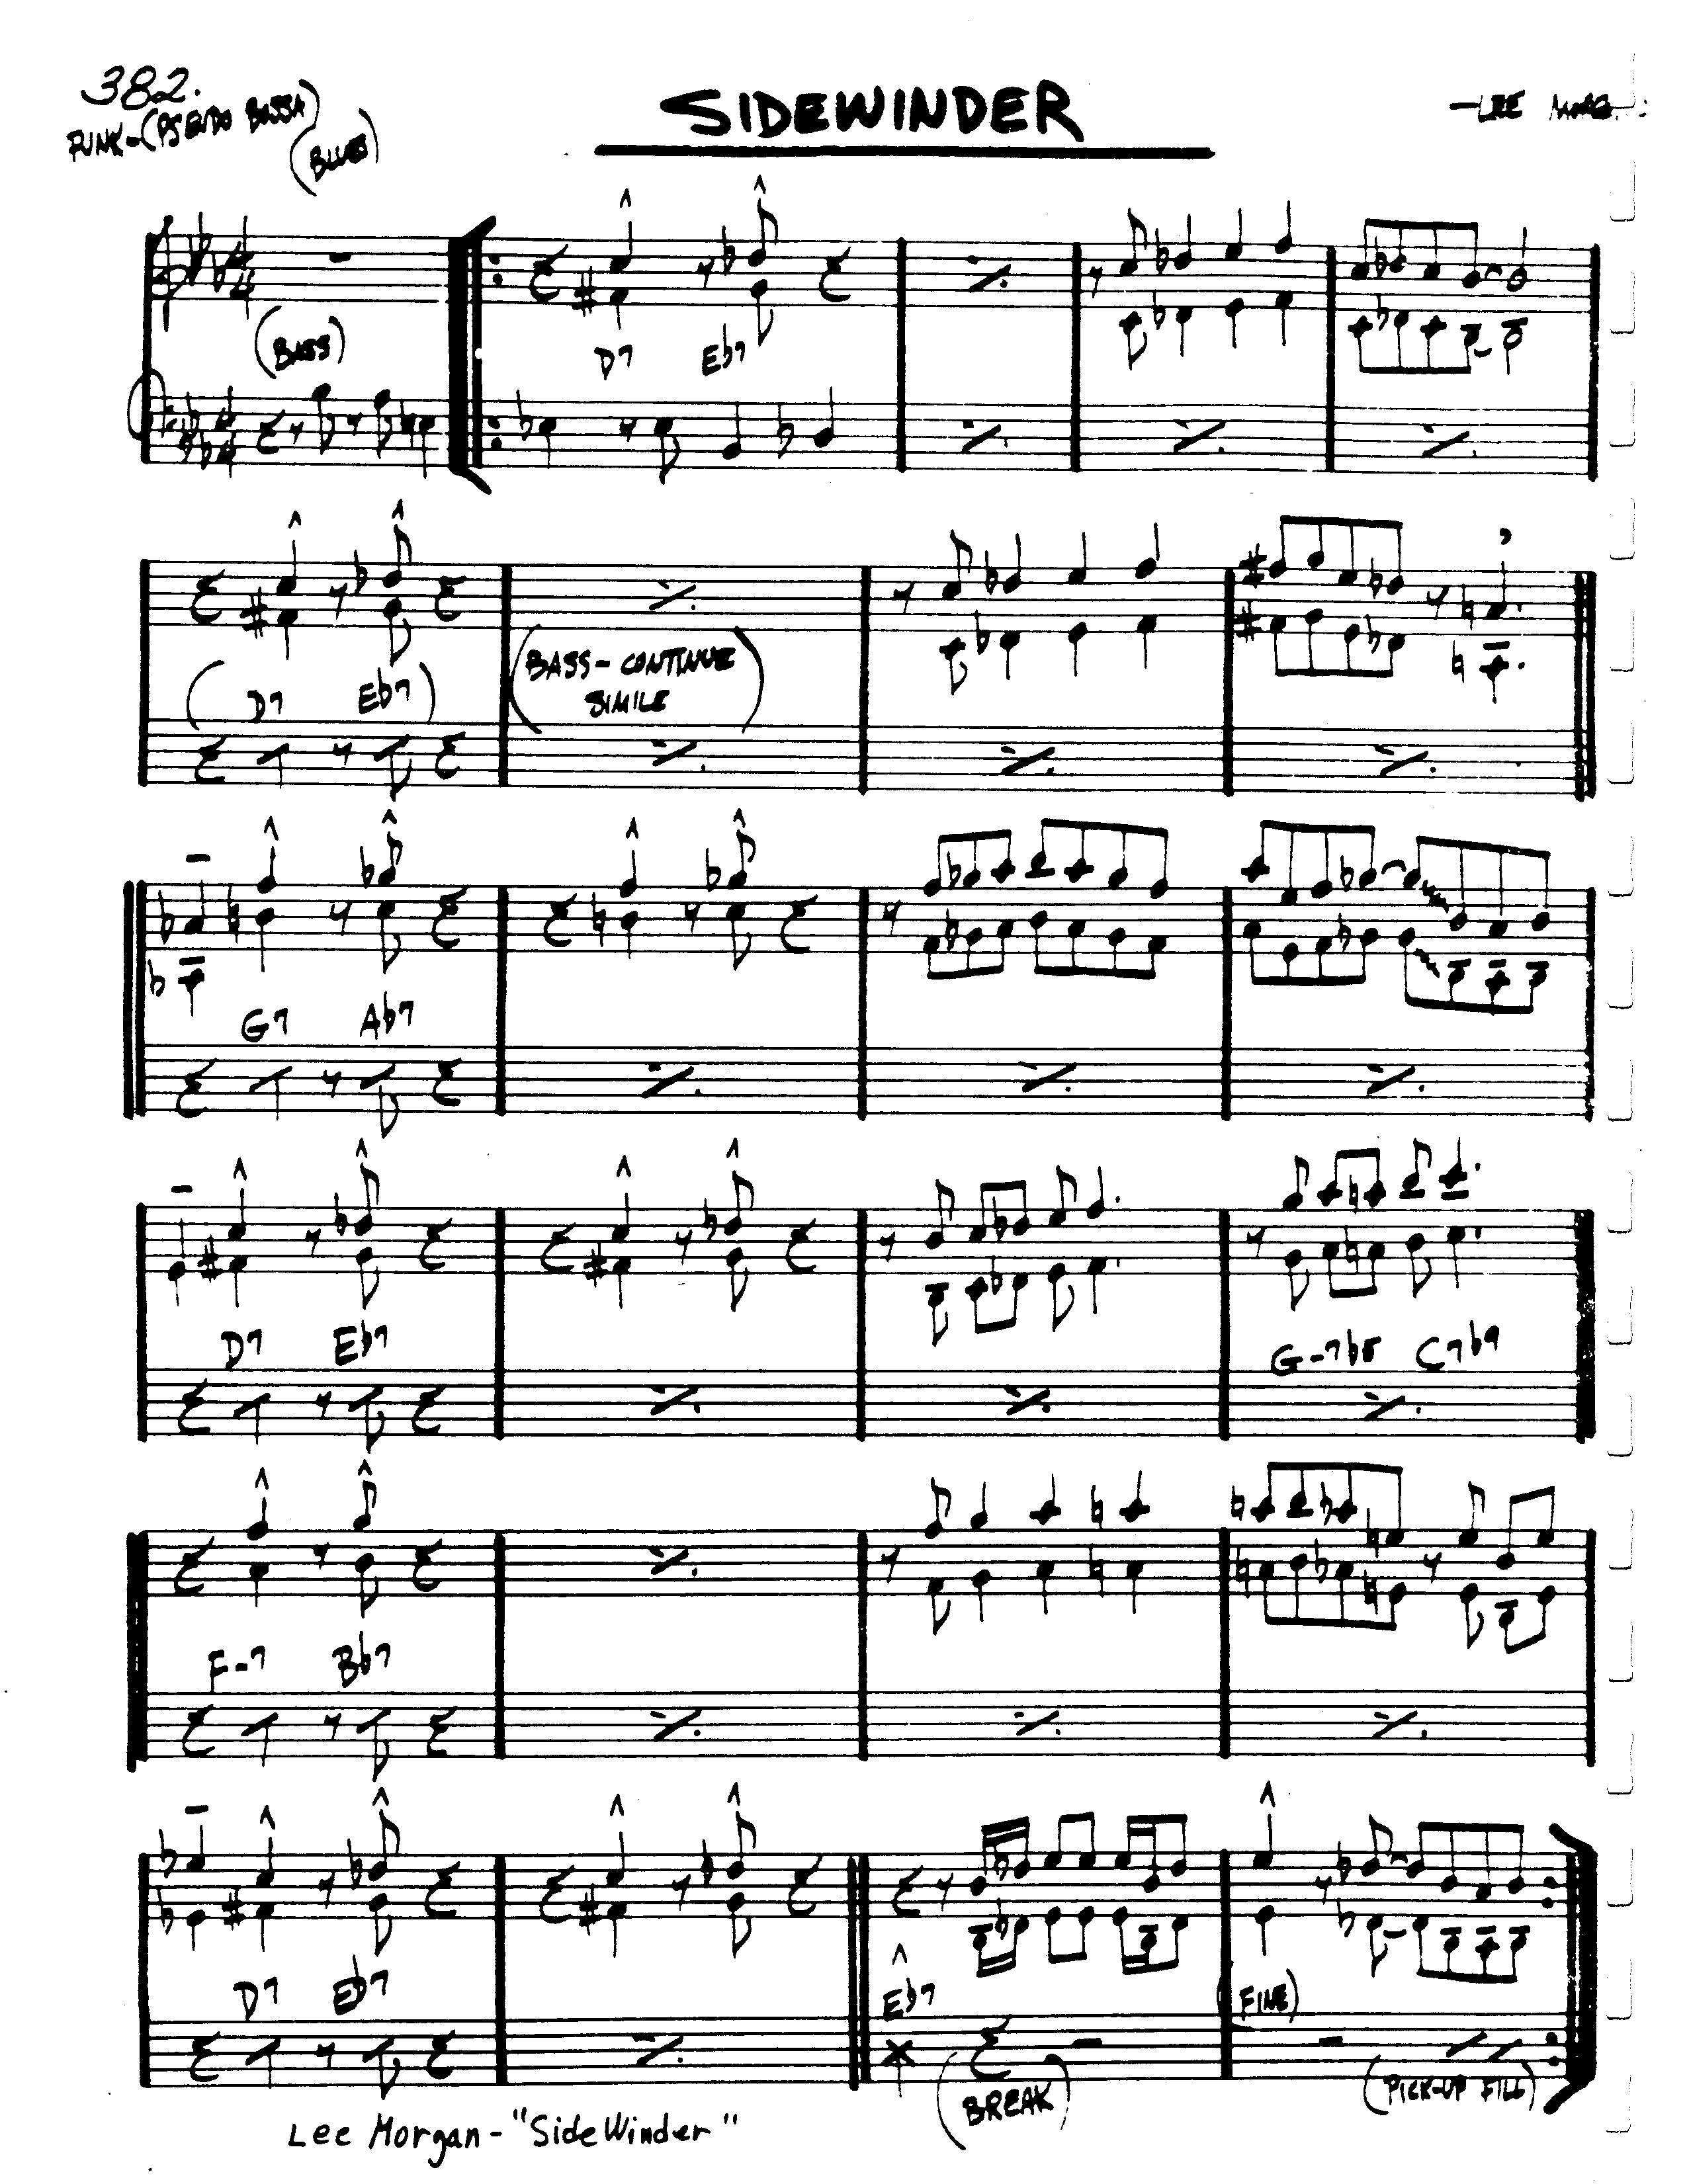 382.
FUNK-(PSEUDO BOSSA)
(BLUES)
SIDEWINDER
-LEE MORG
(BASS)
D7 Eb7
(D7 Eb7)
(BASS-CONTINUE
SIMILE)
G7 Ab7
D7 Eb7
G-7b5 C7b9
F-7 Bb7
D7 Eb7
Eb7
(FINE)
(BREAK)
(PICK-UP FILL)
Lee Morgan-"SideWinder"